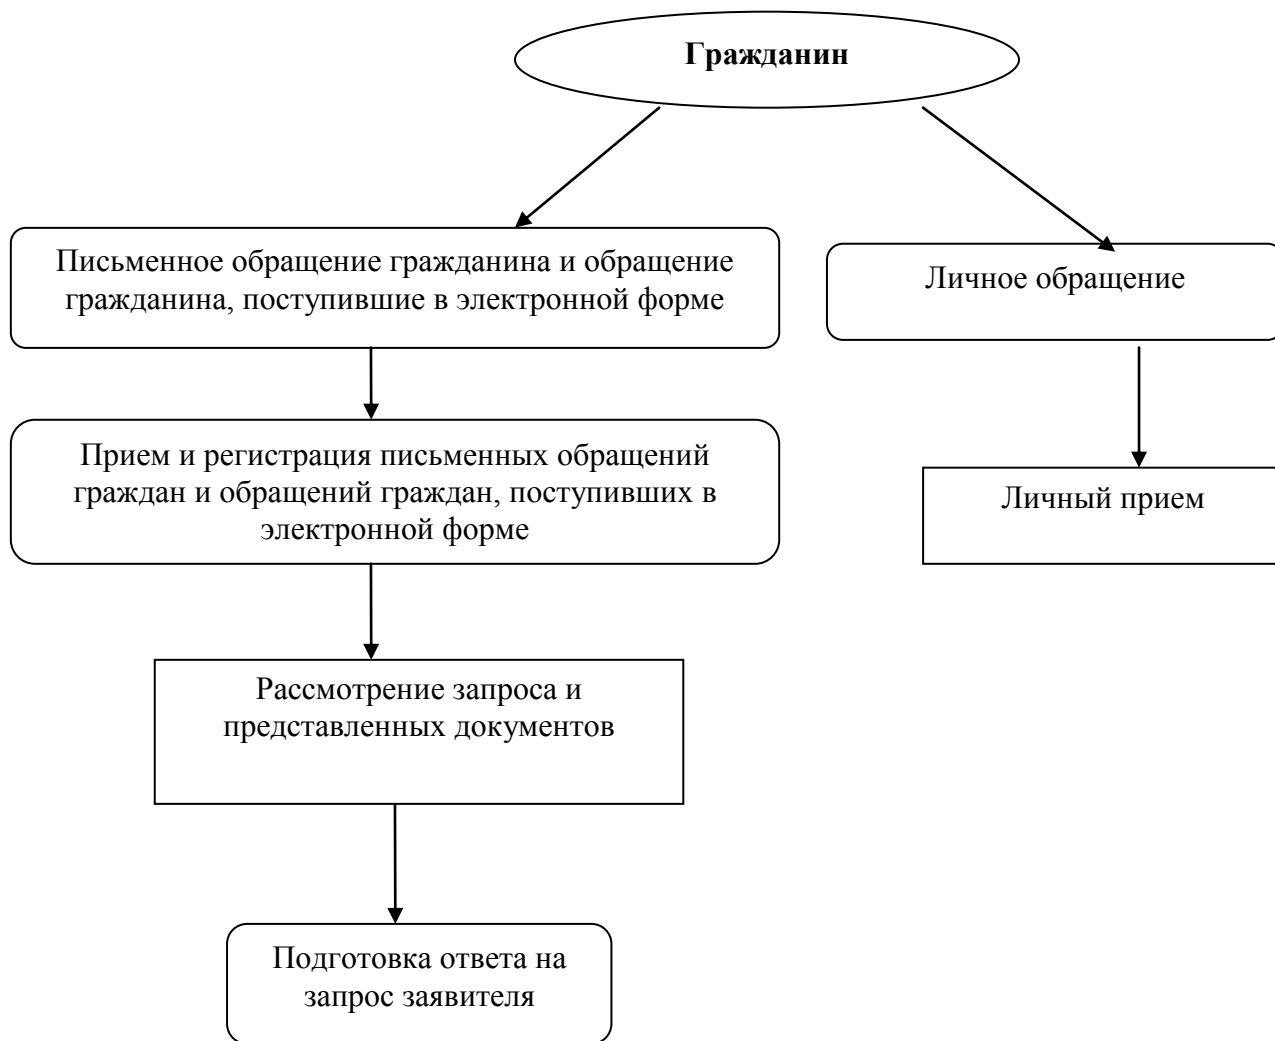 Гражданин
Письменное обращение гражданина и обращение
гражданина, поступившие в электронной форме
Личное обращение
Прием и регистрация письменных обращений
граждан и обращений граждан, поступивших в
электронной форме
Личный прием
Рассмотрение запроса и
представленных документов
Подготовка ответа на
запрос заявителя